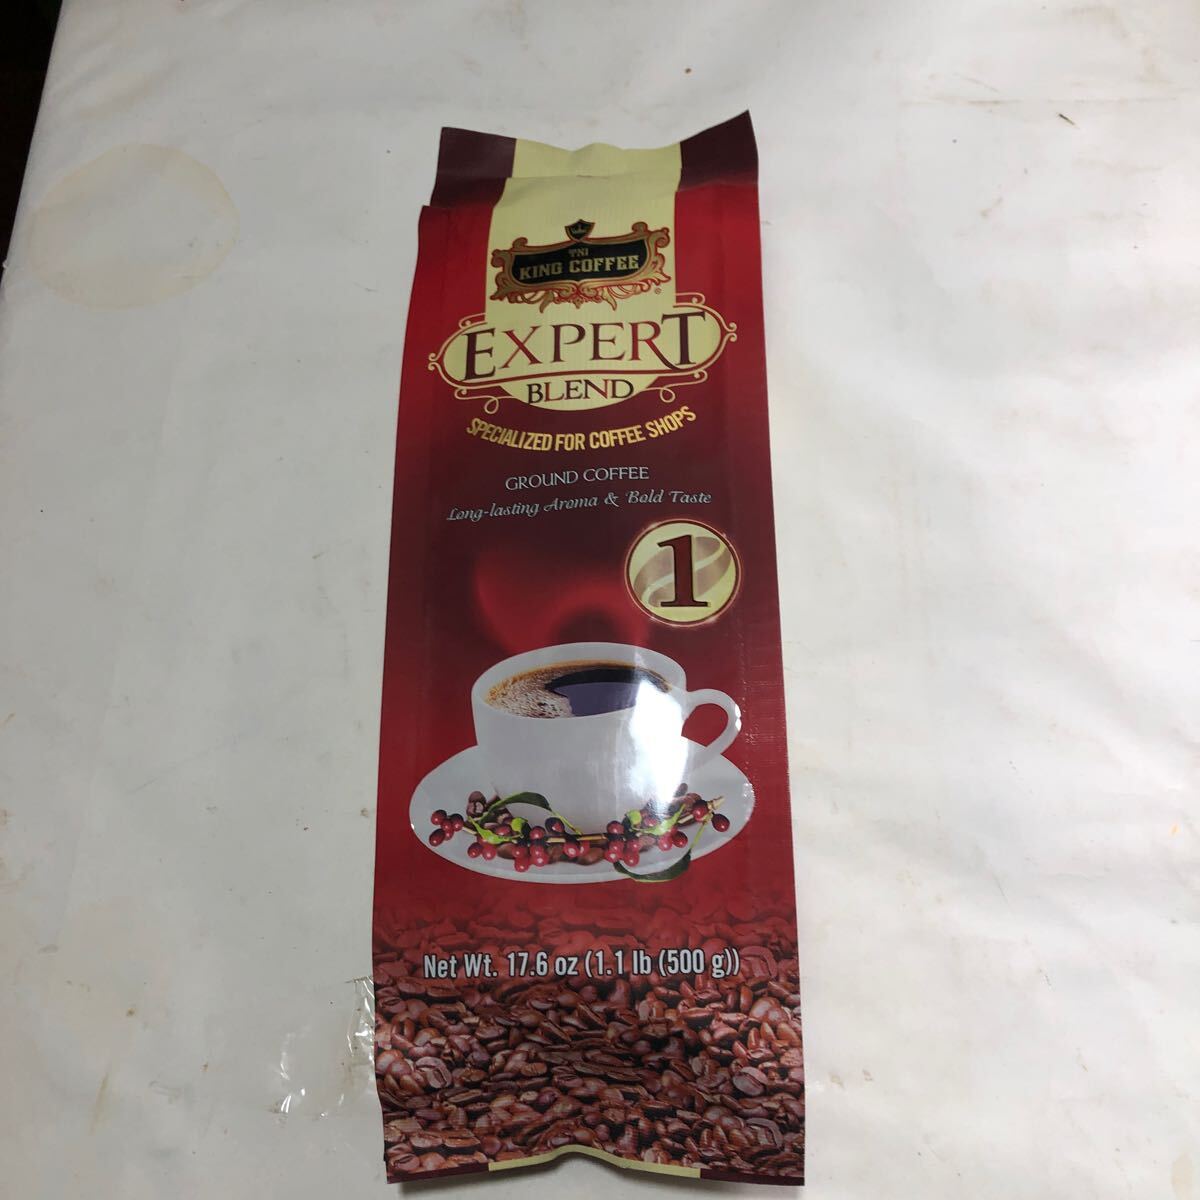 TNI
KING COFFEE
®
EXPERT
BLEND
SPECIALIZED FOR COFFEE SHOPS
GROUND COFFEE
Long-lasting Aroma & Bold Taste
1
Net Wt. 17.6 oz (1.1 lb (500 g))